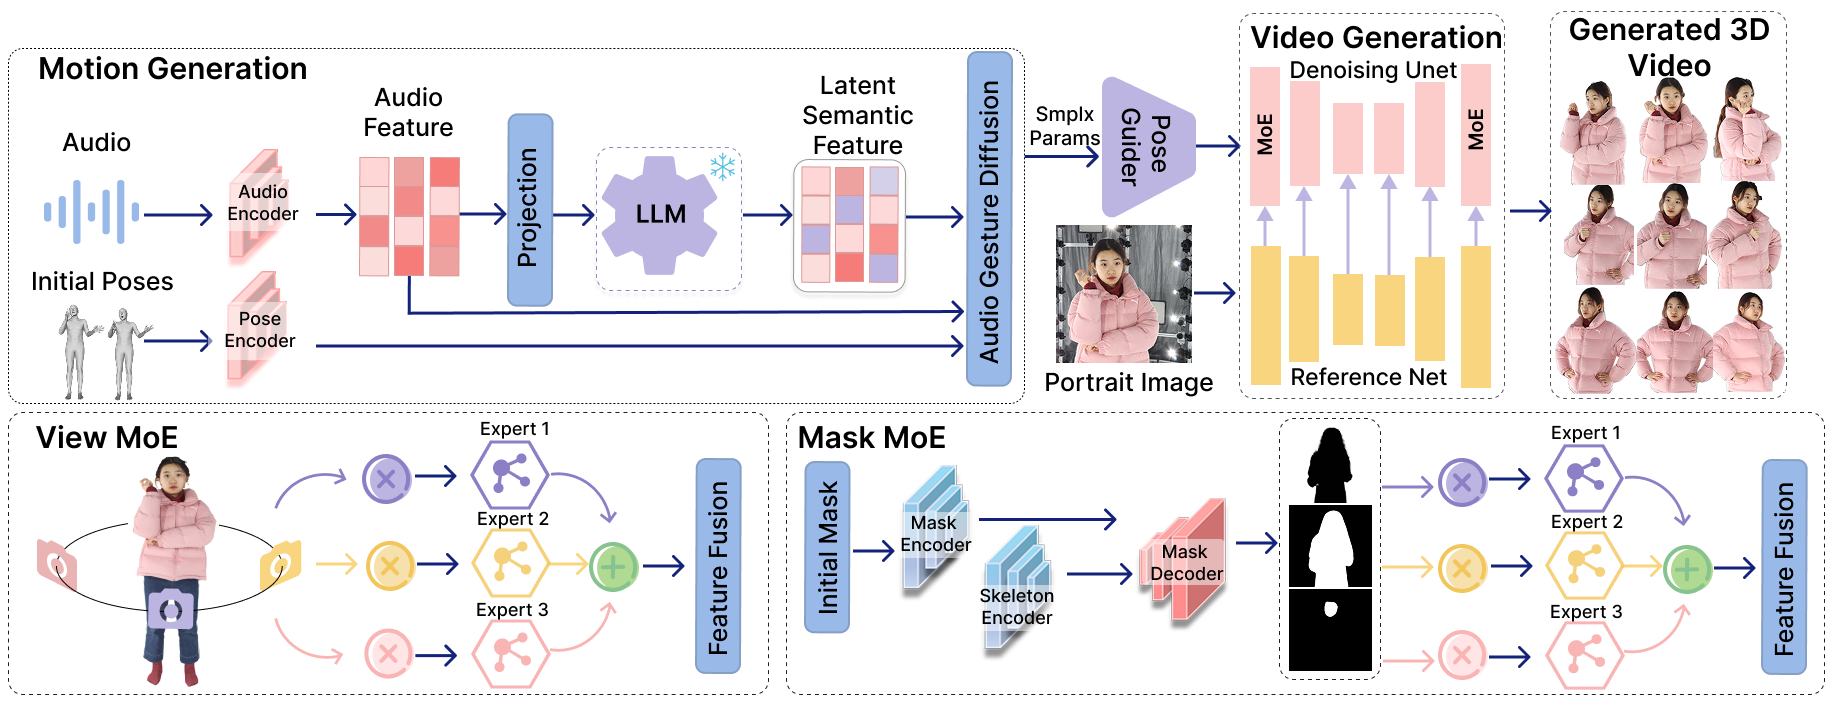 Motion Generation
Audio
Audio
Encoder
Audio
Feature
Projection
LLM
Latent
Semantic
Feature
Audio Gesture Diffusion
Initial Poses
Pose
Encoder
Smplx
Params
Pose
Guider
Portrait Image
Video Generation
Denoising Unet
MoE
MoE
Reference Net
Generated 3D
Video
View MoE
Expert 1
Expert 2
Expert 3
Feature Fusion
Mask MoE
Initial Mask
Mask
Encoder
Skeleton
Encoder
Mask
Decoder
Expert 1
Expert 2
Expert 3
Feature Fusion